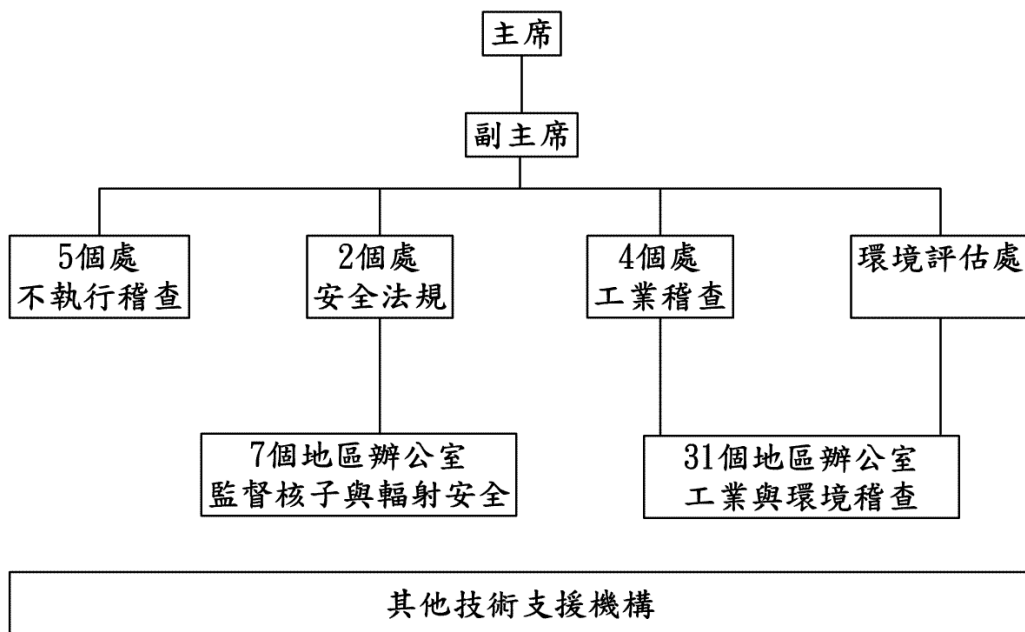 主席
副主席
5個處
不執行稽查
2個處
安全法規
4個處
工業稽查
環境評估處
7個地區辦公室
監督核子與輻射安全
31個地區辦公室
工業與環境稽查
其他技術支援機構